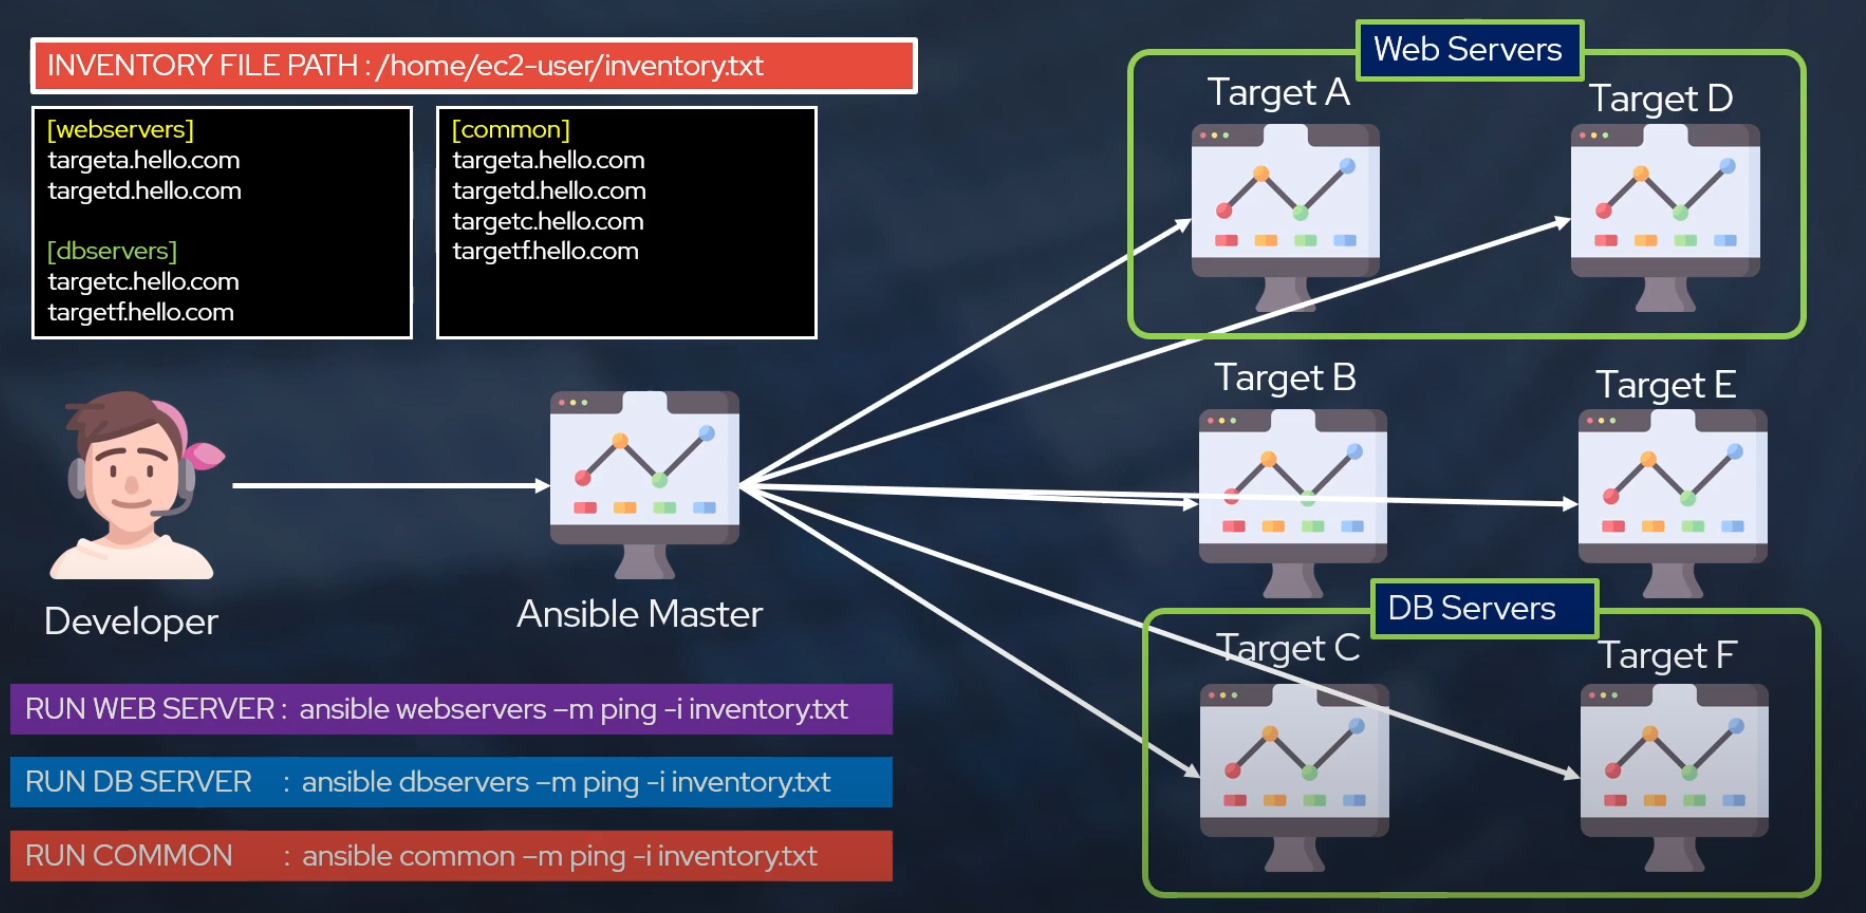 INVENTORY FILE PATH : /home/ec2-user/inventory.txt
[webservers]
targeta.hello.com
targetd.hello.com
[dbservers]
targetc.hello.com
targetf.hello.com
[common]
targeta.hello.com
targetd.hello.com
targetc.hello.com
targetf.hello.com
Web Servers
Target A
Target D
Target B
Target E
DB Servers
Target C
Target F
Developer
Ansible Master
RUN WEB SERVER : ansible webservers –m ping -i inventory.txt
RUN DB SERVER : ansible dbservers –m ping -i inventory.txt
RUN COMMON : ansible common –m ping -i inventory.txt